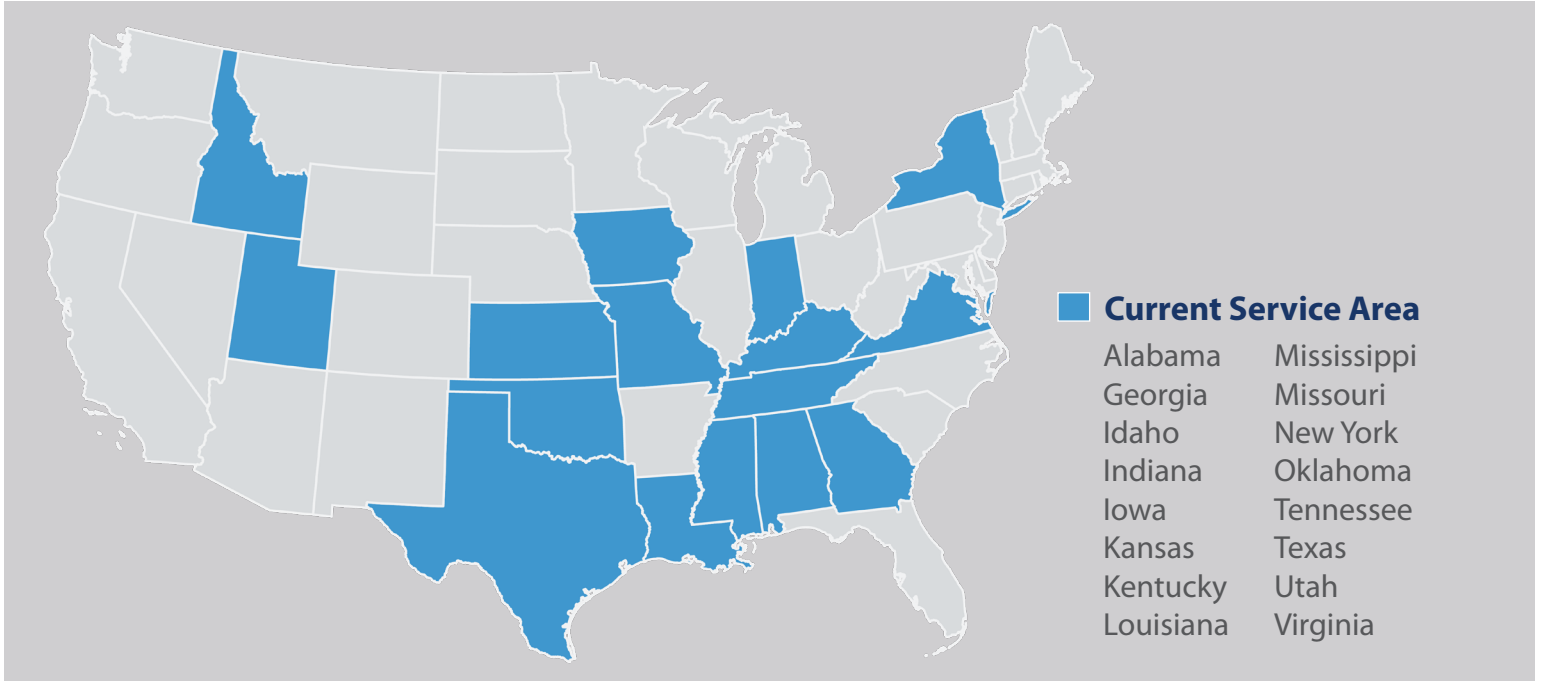 Current Service Area
Alabama
Georgia
Idaho
Indiana
Iowa
Kansas
Kentucky
Louisiana
Mississippi
Missouri
New York
Oklahoma
Tennessee
Texas
Utah
Virginia